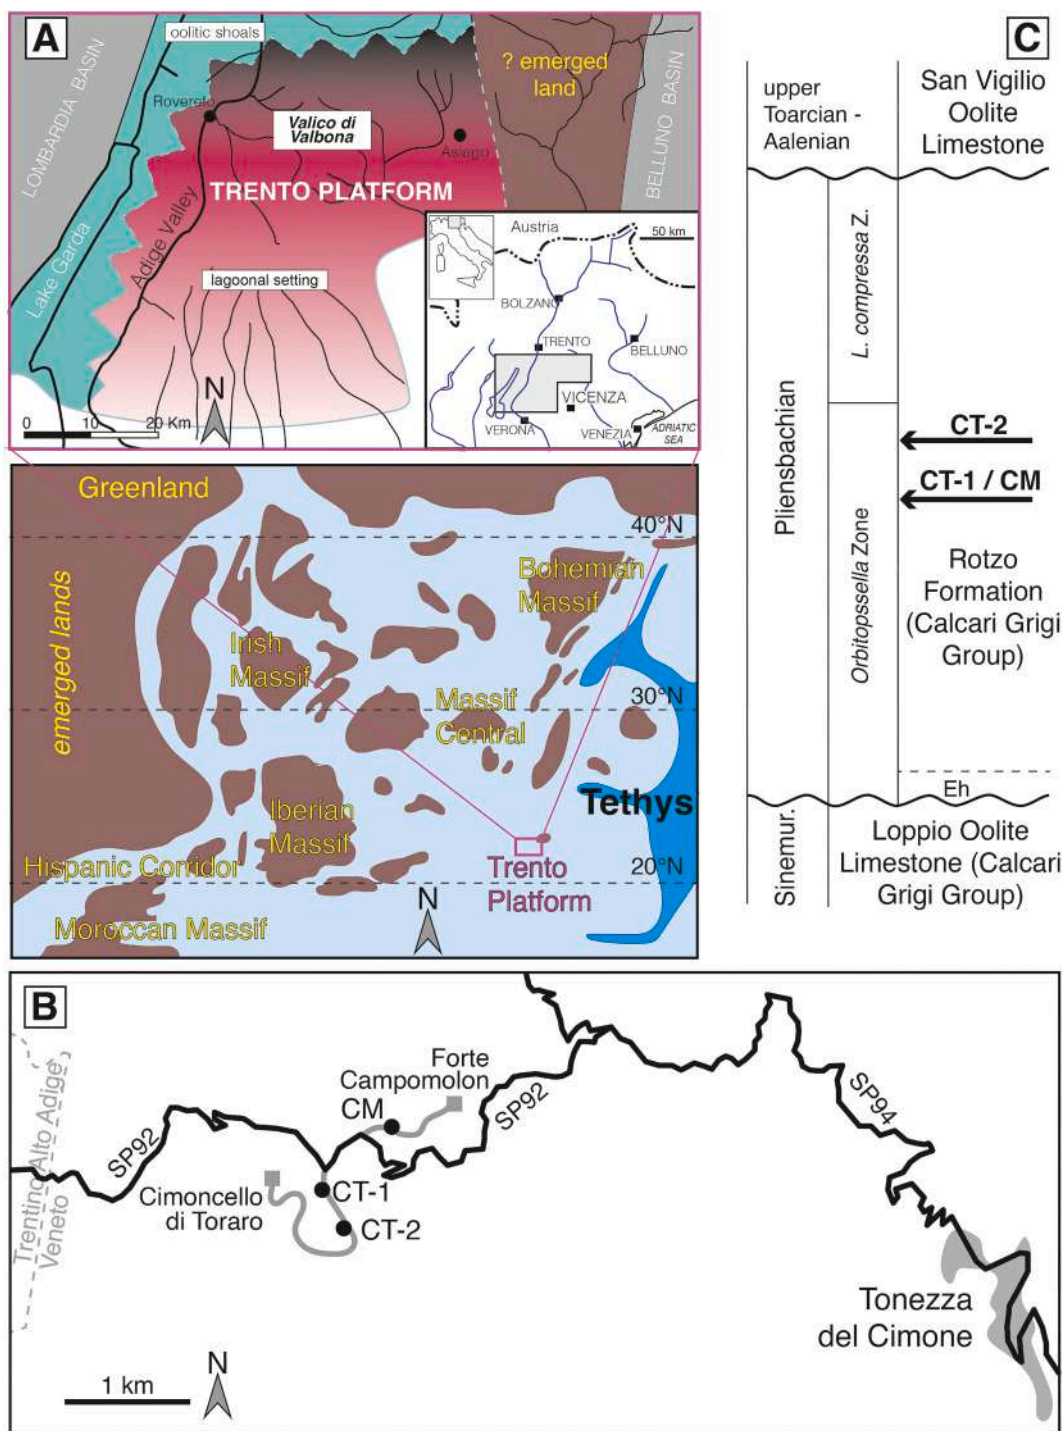 A
oolitic shoals
LOMBARDIA BASIN
? emerged
land
BELLUNO BASIN
Rovereto
Valico di
Valbona
Asiago
TRENTO PLATFORM
Adige Valley
Lake Garda
lagoonal setting
N
0 10 20 Km
Austria
50 km
BOLZANO
TRENTO
BELLUNO
VICENZA
VERONA
VENEZIA
ADRIATIC
SEA
Greenland
40°N
emerged lands
Bohemian
Massif
Irish
Massif
30°N
Massif
Central
Iberian
Massif
Tethys
Hispanic Corridor
Trento
Platform
20°N
N
Moroccan Massif
C
upper
Toarcian -
Aalenian
San Vigilio
Oolite
Limestone
Pliensbachian
L. compressa Z.
Orbitopsella Zone
CT-2
CT-1 / CM
Rotzo
Formation
(Calcari Grigi
Group)
Eh
Sinemur.
Loppio Oolite
Limestone (Calcari
Grigi Group)
B
Trentino Alto Adige
Veneto
SP92
Forte
Campomolon
CM
SP92
SP94
Cimoncello
di Toraro
CT-1
CT-2
Tonezza
del Cimone
N
1 km